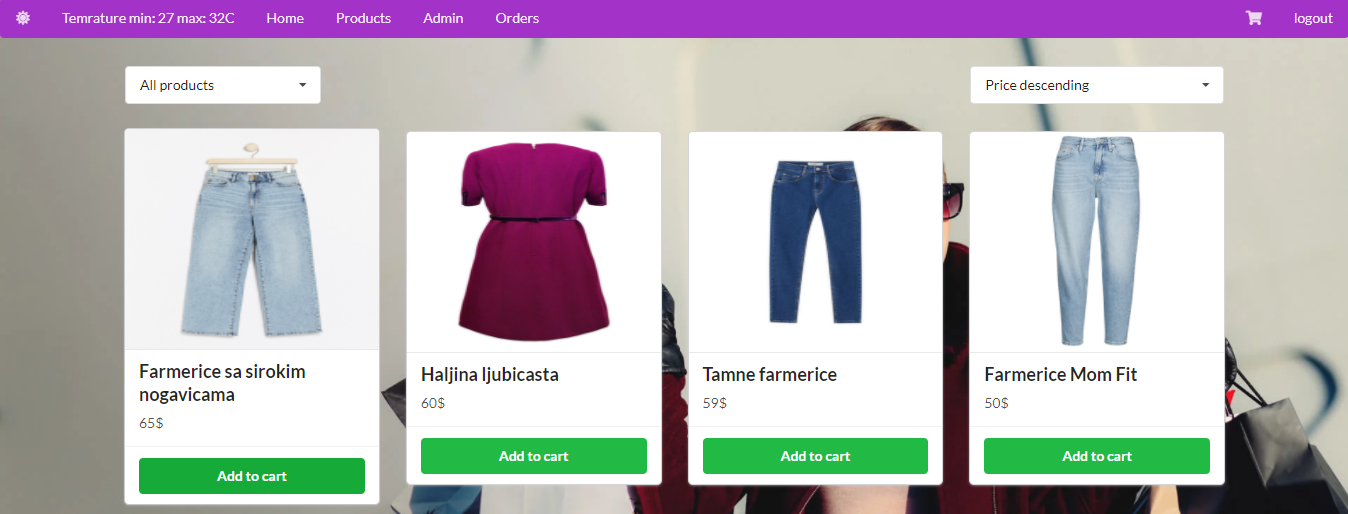 Temrature min: 27 max: 32C Home Products Admin Orders logout
All products Price descending
Farmerice sa sirokim
nogavicama
65$
Add to cart
Haljina ljubicasta
60$
Add to cart
Tamne farmerice
59$
Add to cart
Farmerice Mom Fit
50$
Add to cart